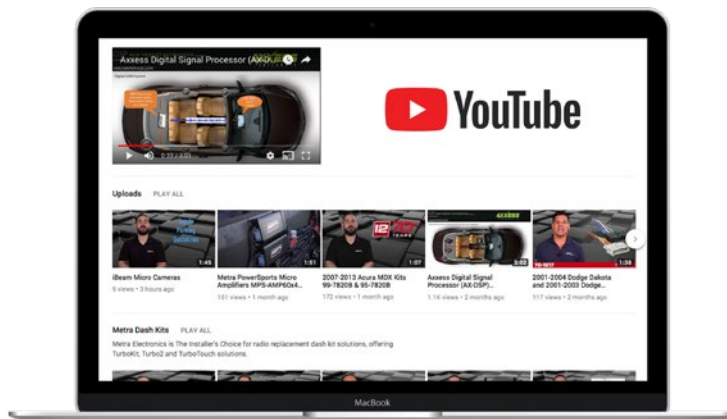 Axxess Digital Signal Processor (AX-D
YouTube
Uploads PLAY ALL
1:45
1:51
12 X 7
YEARS
1:07
AXXESS
3:02
1:38
iBeam Micro Cameras
5 views • 3 hours ago
Metra PowerSports Micro
Amplifiers MPS-AMP60x4...
151 views • 1 month ago
2007-2013 Acura MDX Kits
99-7820B & 95-7820B
172 views • 1 month ago
Axxess Digital Signal
Processor (AX-DSP)...
1.1K views • 2 months ago
2001-2004 Dodge Dakota
and 2001-2003 Dodge...
117 views • 2 months ago
Metra Dash Kits PLAY ALL
Metra Electronics is The Installer's Choice for radio replacement dash kit solutions, offering
TurboKit, Turbo2 and TurboTouch solutions.
MacBook